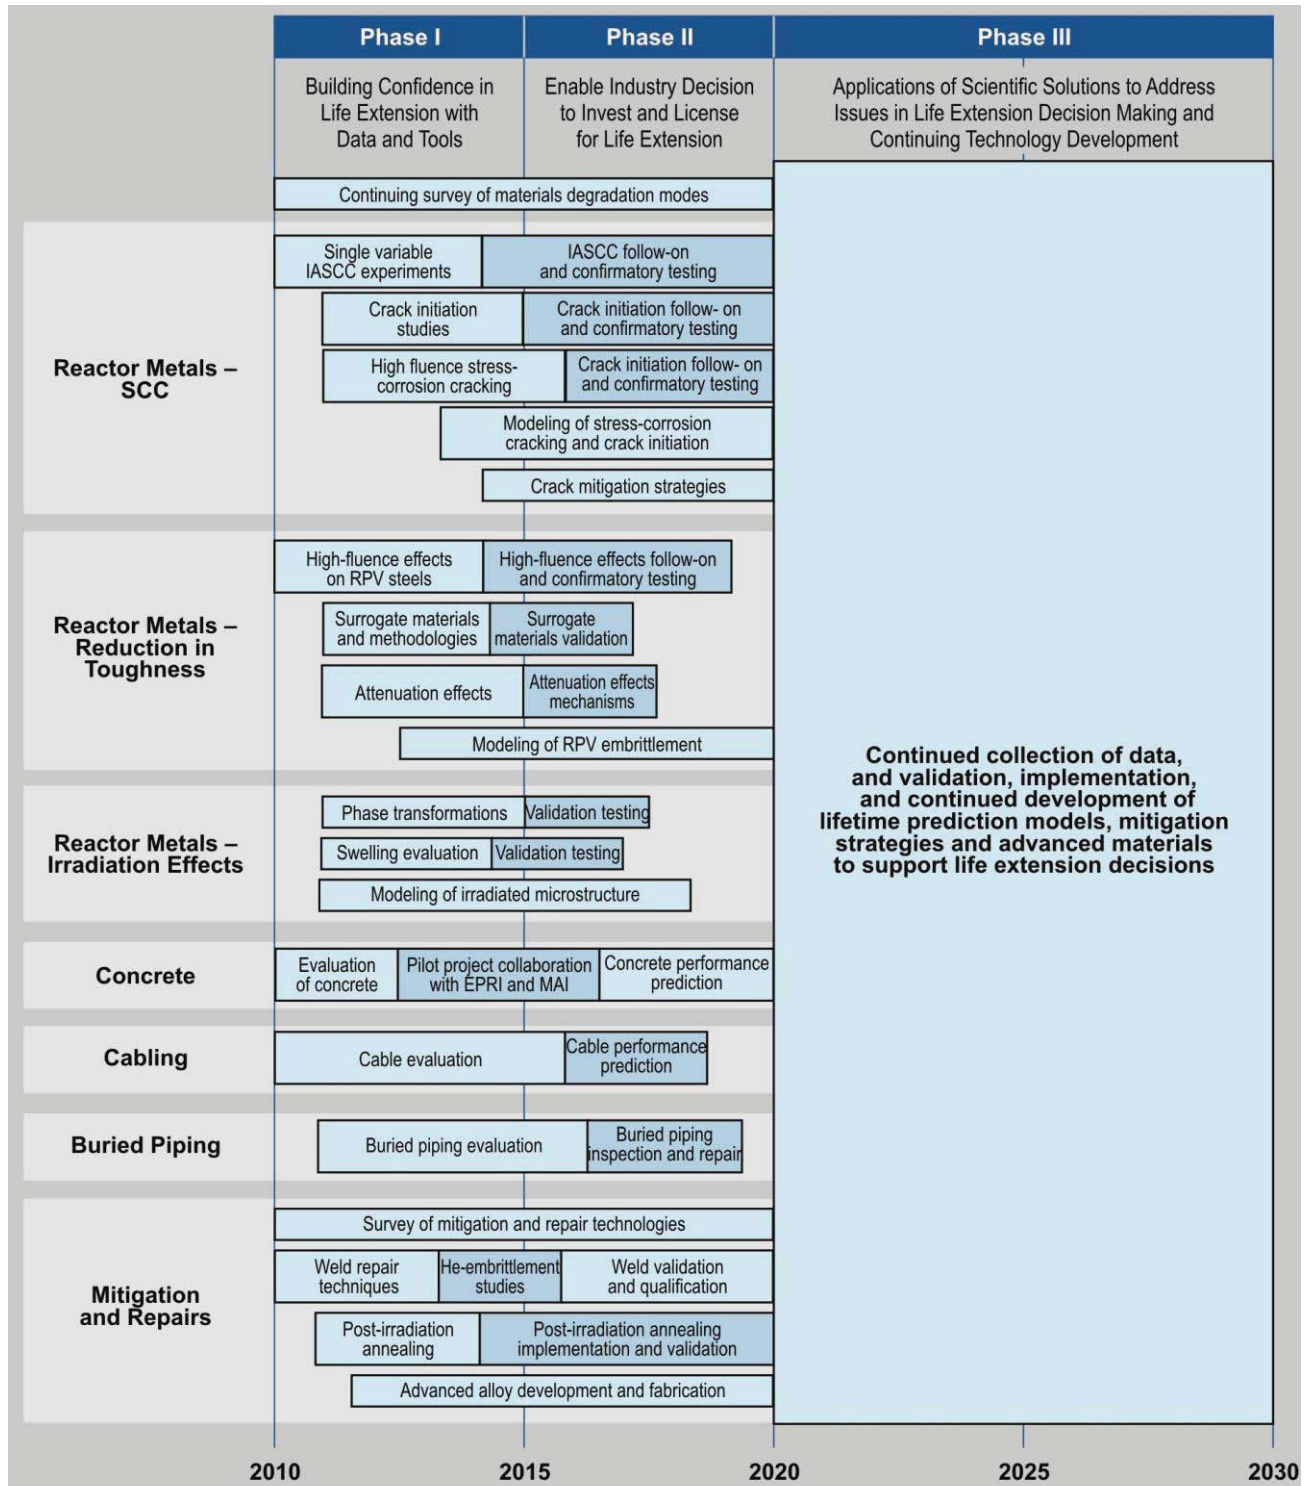 Phase I
Phase II
Phase III
Building Confidence in
Life Extension with
Data and Tools
Enable Industry Decision
to Invest and License
for Life Extension
Applications of Scientific Solutions to Address
Issues in Life Extension Decision Making and
Continuing Technology Development
Continuing survey of materials degradation modes
Reactor Metals –
SCC
Single variable
IASCC experiments
IASCC follow-on
and confirmatory testing
Crack initiation
studies
Crack initiation follow- on
and confirmatory testing
High fluence stress-
corrosion cracking
Crack initiation follow- on
and confirmatory testing
Modeling of stress-corrosion
cracking and crack initiation
Crack mitigation strategies
Reactor Metals –
Reduction in
Toughness
High-fluence effects
on RPV steels
High-fluence effects follow-on
and confirmatory testing
Surrogate materials
and methodologies
Surrogate
materials validation
Attenuation effects
Attenuation effects
mechanisms
Modeling of RPV embrittlement
Reactor Metals –
Irradiation Effects
Phase transformations
Validation testing
Swelling evaluation
Validation testing
Modeling of irradiated microstructure
Concrete
Evaluation
of concrete
Pilot project collaboration
with EPRI and MAI
Concrete performance
prediction
Cabling
Cable evaluation
Cable performance
prediction
Buried Piping
Buried piping evaluation
Buried piping
inspection and repair
Mitigation
and Repairs
Survey of mitigation and repair technologies
Weld repair
techniques
He-embrittlement
studies
Weld validation
and qualification
Post-irradiation
annealing
Post-irradiation annealing
implementation and validation
Advanced alloy development and fabrication
Continued collection of data,
and validation, implementation,
and continued development of
lifetime prediction models, mitigation
strategies and advanced materials
to support life extension decisions
2010
2015
2020
2025
2030